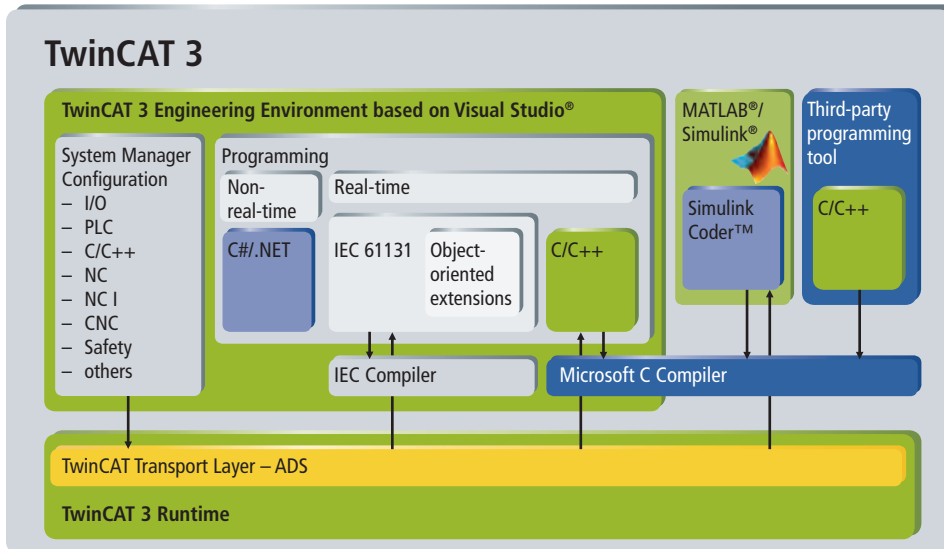 TwinCAT 3
TwinCAT 3 Engineering Environment based on Visual Studio®
System Manager
Configuration
– I/O
– PLC
– C/C++
– NC
– NC I
– CNC
– Safety
– others
Programming
Non-
real-time
Real-time
C#/.NET
IEC 61131
Object-
oriented
extensions
C/C++
MATLAB®/
Simulink®
Simulink
Coder™
Third-party
programming
tool
C/C++
IEC Compiler
Microsoft C Compiler
TwinCAT Transport Layer – ADS
TwinCAT 3 Runtime